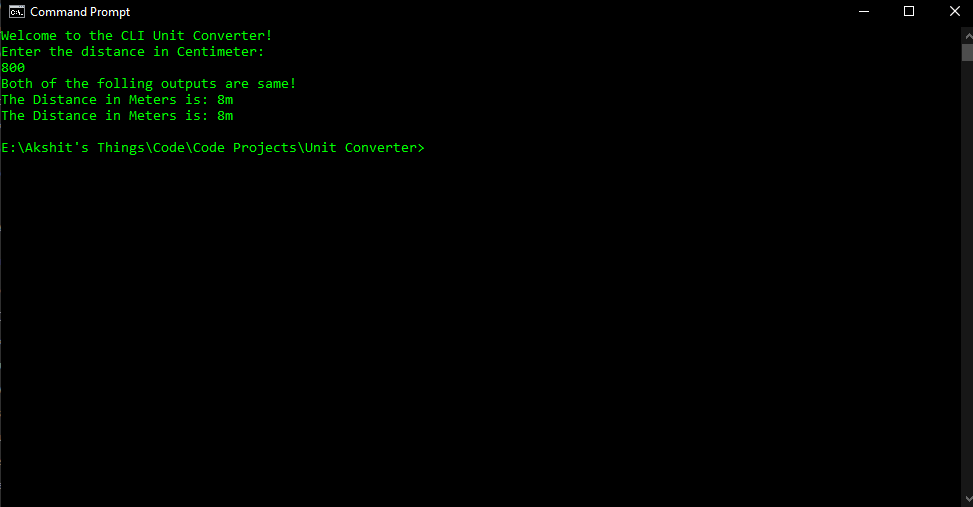 Command Prompt
Welcome to the CLI Unit Converter!
Enter the distance in Centimeter:
800
Both of the folling outputs are same!
The Distance in Meters is: 8m
The Distance in Meters is: 8m
E:\Akshit's Things\Code\Code Projects\Unit Converter>